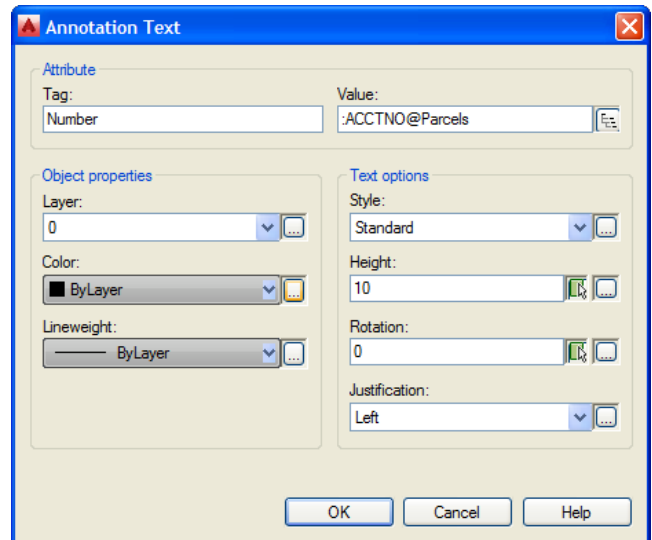 Annotation Text
Attribute
Tag:
Value:
Number
:ACCTNO@Parcels
Object properties
Layer:
0
...
Color:
ByLayer
...
Lineweight:
ByLayer
...
Text options
Style:
Standard
...
Height:
10
...
Rotation:
0
...
Justification:
Left
...
OK
Cancel
Help